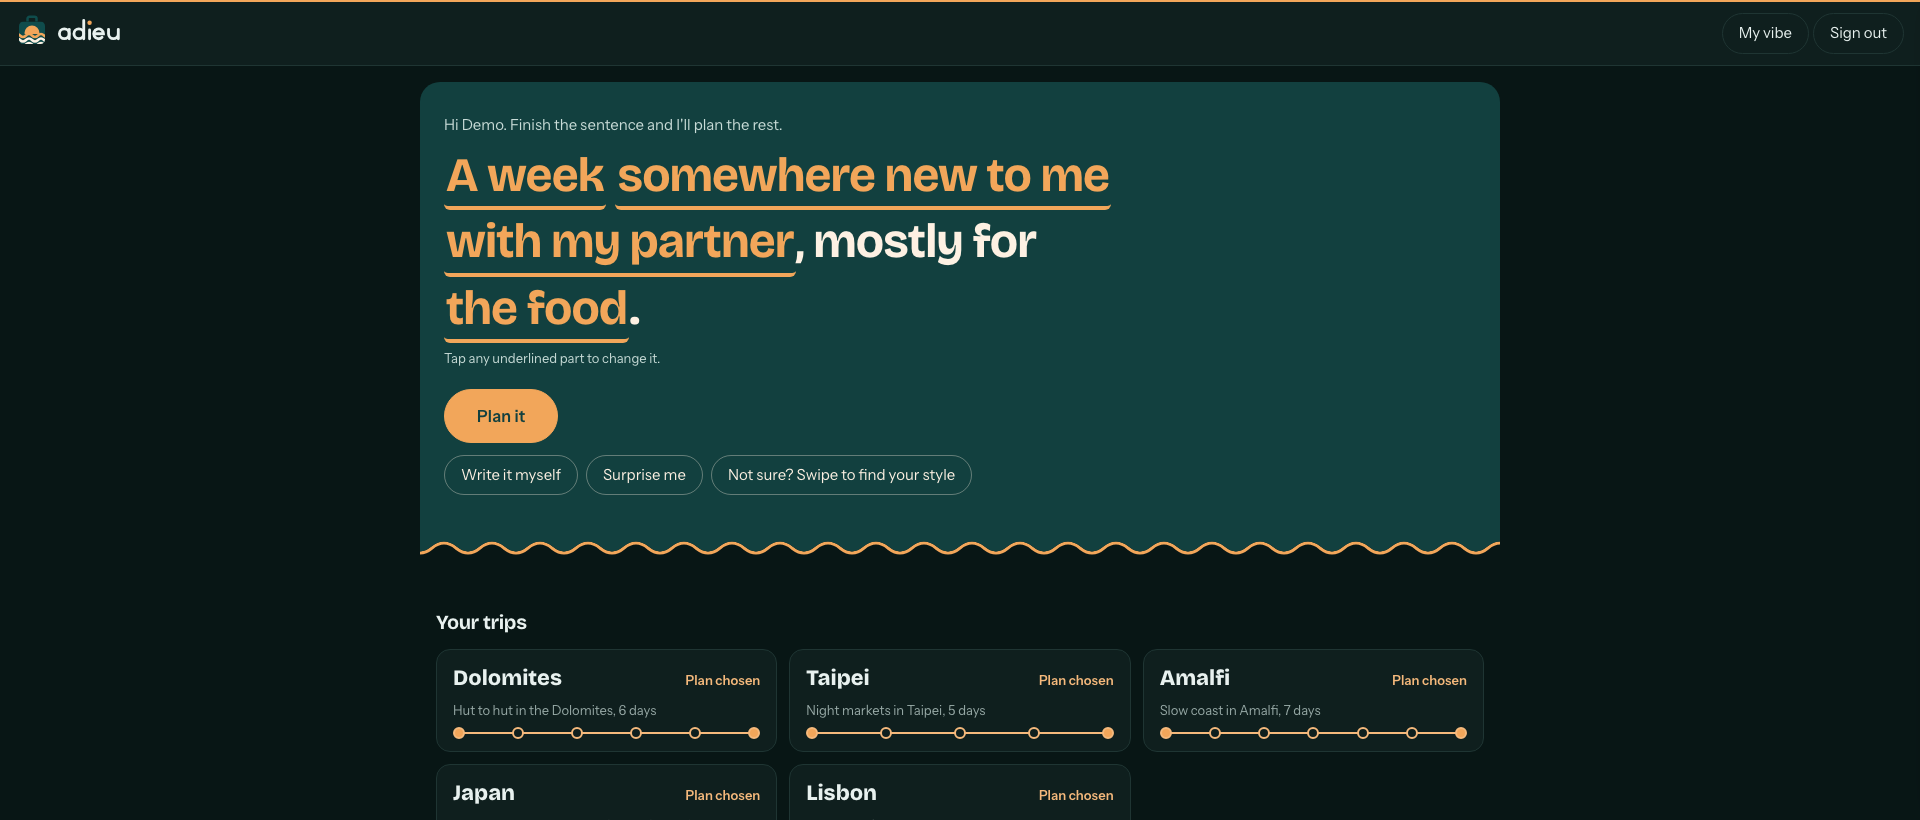 adieu
My vibe
Sign out
Hi Demo. Finish the sentence and I'll plan the rest.
A week somewhere new to me
with my partner, mostly for
the food.
Tap any underlined part to change it.
Plan it
Write it myself
Surprise me
Not sure? Swipe to find your style
Your trips
Dolomites
Plan chosen
Hut to hut in the Dolomites, 6 days
Taipei
Plan chosen
Night markets in Taipei, 5 days
Amalfi
Plan chosen
Slow coast in Amalfi, 7 days
Japan
Plan chosen
Lisbon
Plan chosen